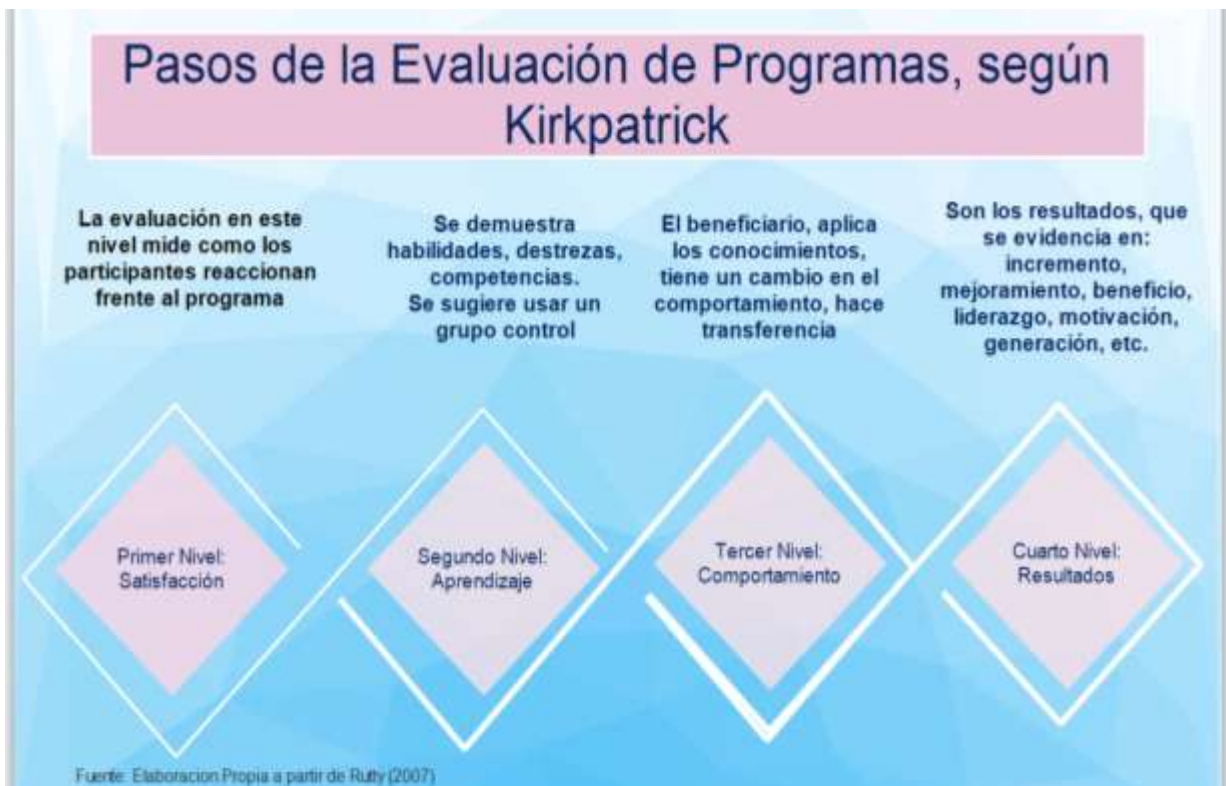 Pasos de la Evaluación de Programas, según
Kirkpatrick
La evaluación en este
nivel mide como los
participantes reaccionan
frente al programa
Se demuestra
habilidades, destrezas,
competencias.
Se sugiere usar un
grupo control
El beneficiario, aplica
los conocimientos,
tiene un cambio en el
comportamiento, hace
transferencia
Son los resultados, que
se evidencia en:
incremento,
mejoramiento, beneficio,
liderazgo, motivación,
generación, etc.
Primer Nivel:
Satisfacción
Segundo Nivel:
Aprendizaje
Tercer Nivel:
Comportamiento
Cuarto Nivel:
Resultados
Fuente: Elaboracion Propia a partir de Rutty (2007)